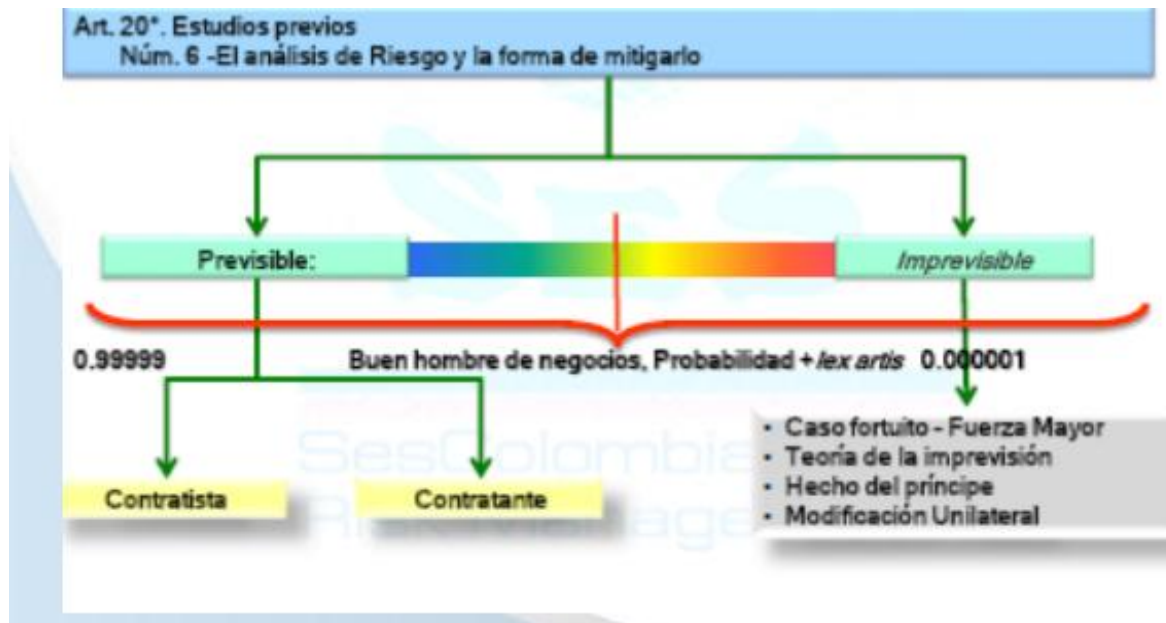 Art. 20°. Estudios previos
Núm. 6 -El análisis de Riesgo y la forma de mitigarlo
SES
Previsible:
Imprevisible
0.99999
Buen hombre de negocios, Probabilidad + lex artis
0.000001
Contratista
Contratante
• Caso fortuito - Fuerza Mayor
• Teoría de la imprevisión
• Hecho del príncipe
• Modificación Unilateral
SesColombia